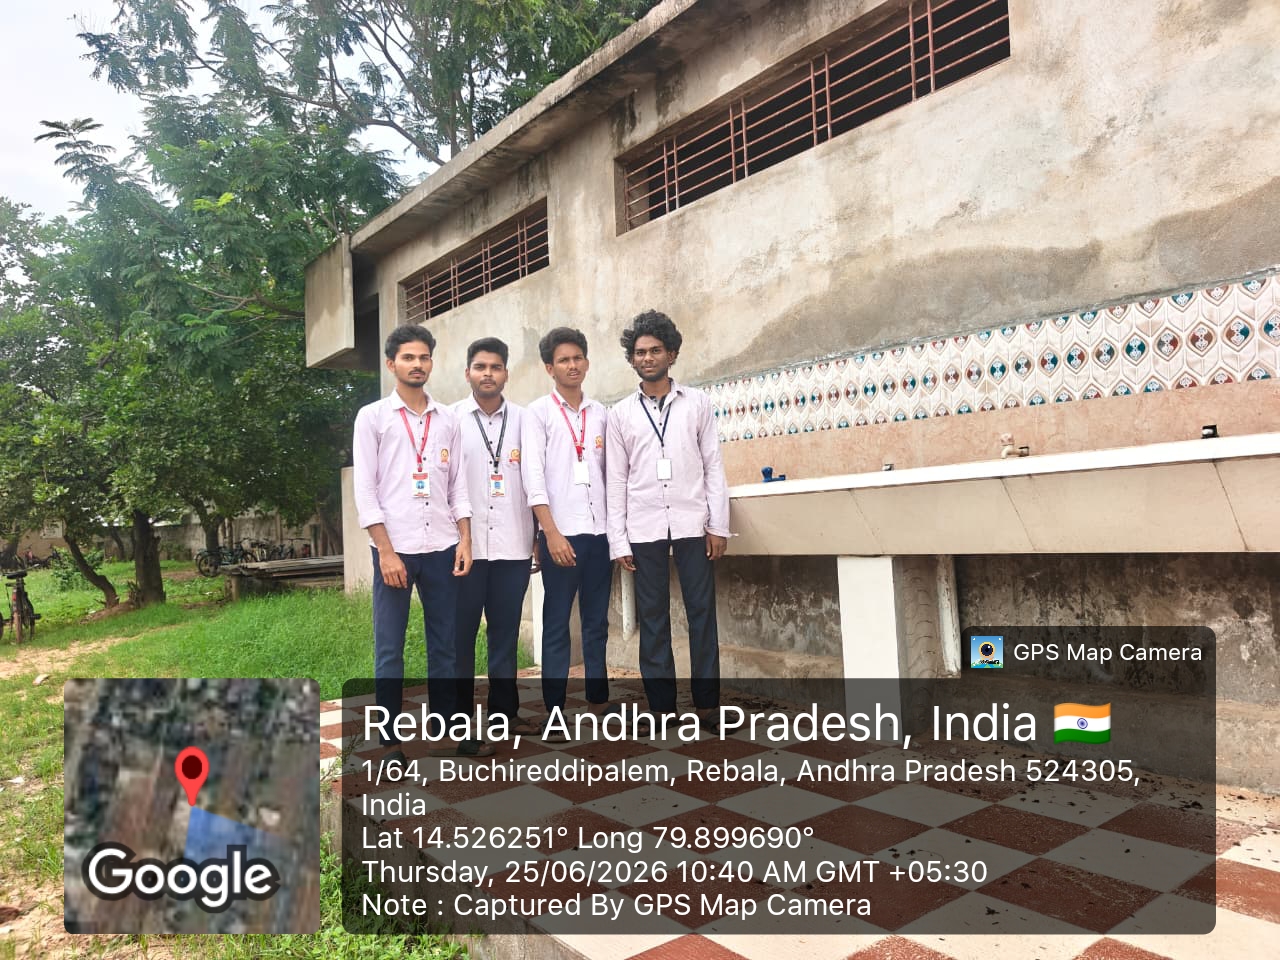 GPS Map Camera
Rebala, Andhra Pradesh, India
1/64, Buchireddipalem, Rebala, Andhra Pradesh 524305,
India
Lat 14.526251° Long 79.899690°
Thursday, 25/06/2026 10:40 AM GMT +05:30
Note : Captured By GPS Map Camera
Google